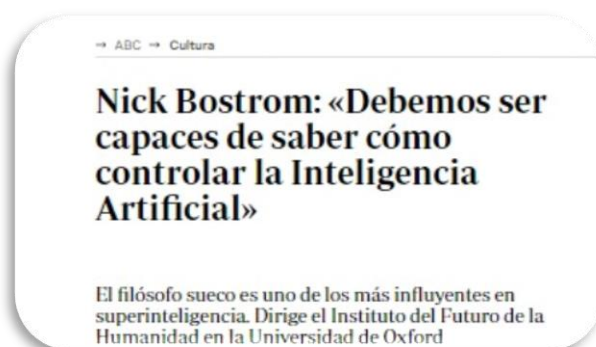 → ABC → Cultura
Nick Bostrom: «Debemos ser
capaces de saber cómo
controlar la Inteligencia
Artificial»
El filósofo sueco es uno de los más influyentes en
superinteligencia. Dirige el Instituto del Futuro de la
Humanidad en la Universidad de Oxford